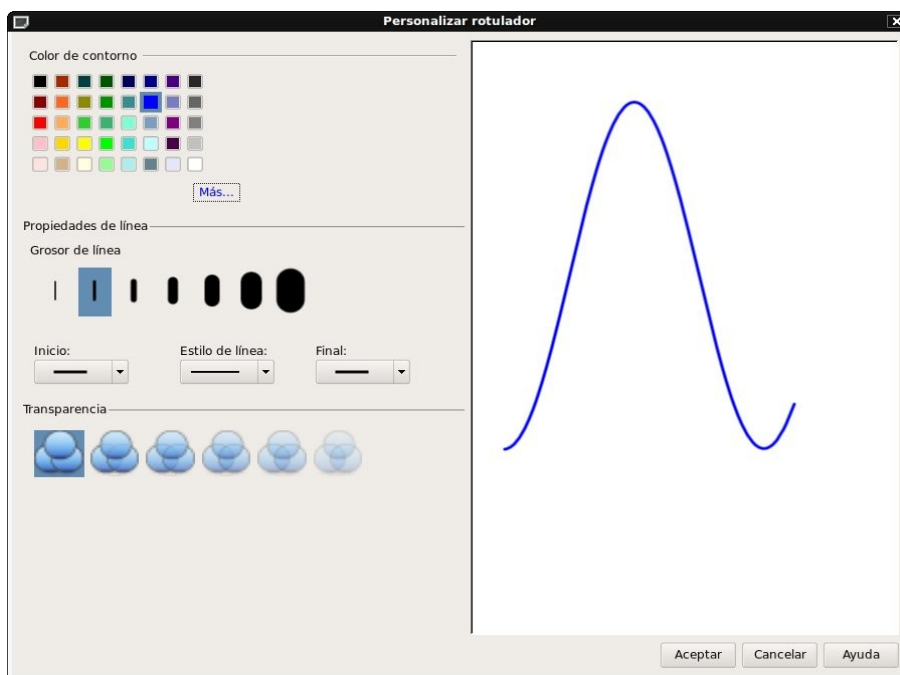 Personalizar rotulador
Color de contorno
Más...
Propiedades de línea
Grosor de línea
Inicio: Estilo de línea: Final:
Transparencia
Aceptar Cancelar Ayuda